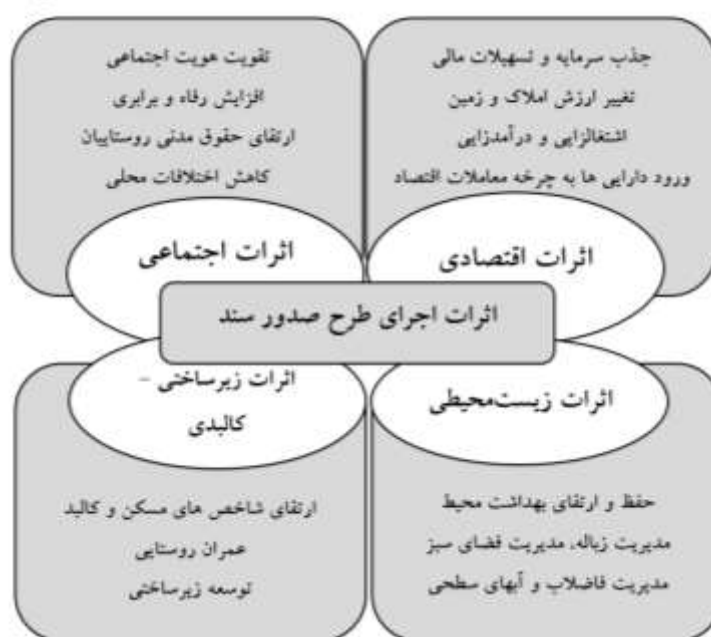 جذب سرمایه و تسهیلات مالی
تغییر ارزش املاک و زمین
اشتغالزایی و درآمدزایی
ورود دارایی ها به چرخه معاملات اقتصاد
اثرات اقتصادی
تقویت هویت اجتماعی
افزایش رفاه و برابری
ارتقای حقوق مدنی روستاییان
کاهش اختلافات محلی
اثرات اجتماعی
اثرات اجرای طرح صدور سند
اثرات زیست‌محیطی
حفظ و ارتقای بهداشت محیط
مدیریت زباله، مدیریت فضای سبز
مدیریت فاضلاب و آبهای سطحی
اثرات زیرساختی –
کالبدی
ارتقای شاخص های مسکن و کالبد
عمران روستایی
توسعه زیرساختی